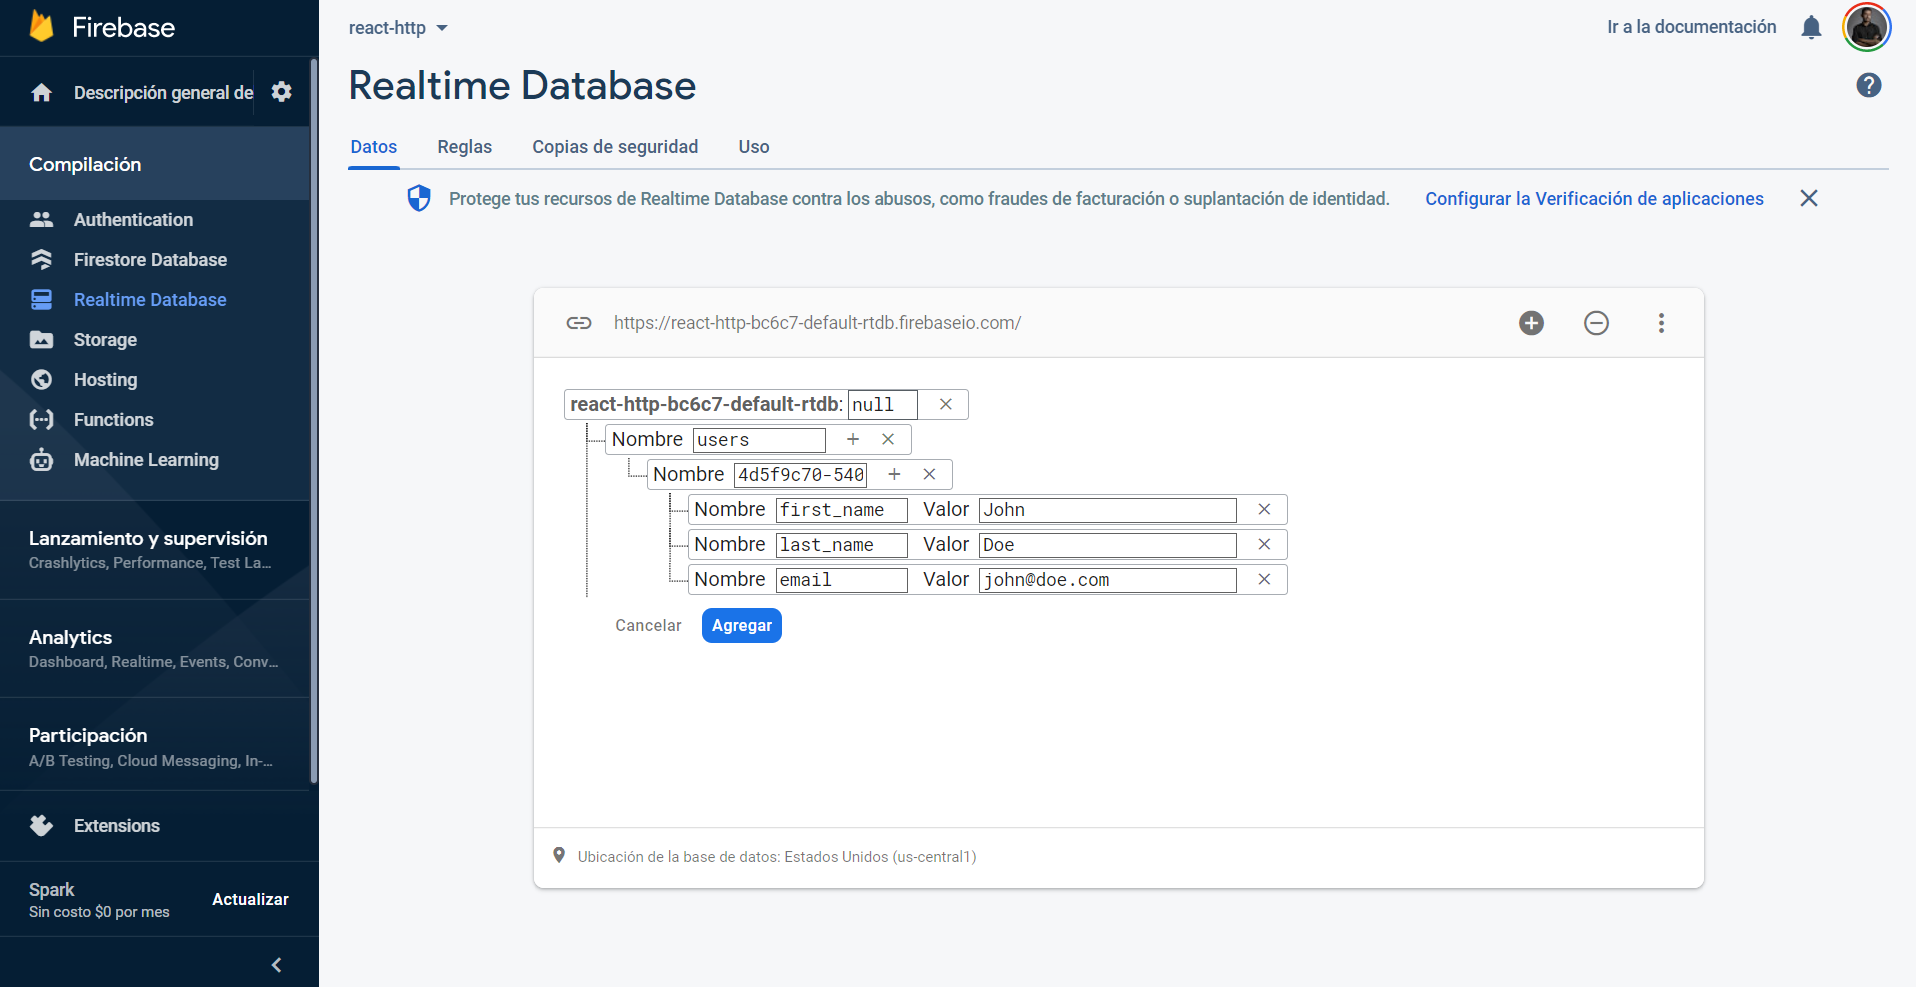 Firebase
Descripción general de
Compilación
Authentication
Firestore Database
Realtime Database
Storage
Hosting
Functions
Machine Learning
Lanzamiento y supervisión
Crashlytics, Performance, Test La...
Analytics
Dashboard, Realtime, Events, Conv...
Participación
A/B Testing, Cloud Messaging, In-...
Extensions
Spark
Sin costo $0 por mes
Actualizar
react-http
Ir a la documentación
Realtime Database
Datos Reglas Copias de seguridad Uso
Protege tus recursos de Realtime Database contra los abusos, como fraudes de facturación o suplantación de identidad. Configurar la Verificación de aplicaciones
https://react-http-bc6c7-default-rtdb.firebaseio.com/
react-http-bc6c7-default-rtdb: null
Nombre users
Nombre 4d5f9c70-540
Nombre first_name Valor John
Nombre last_name Valor Doe
Nombre email Valor john@doe.com
Cancelar Agregar
Ubicación de la base de datos: Estados Unidos (us-central1)